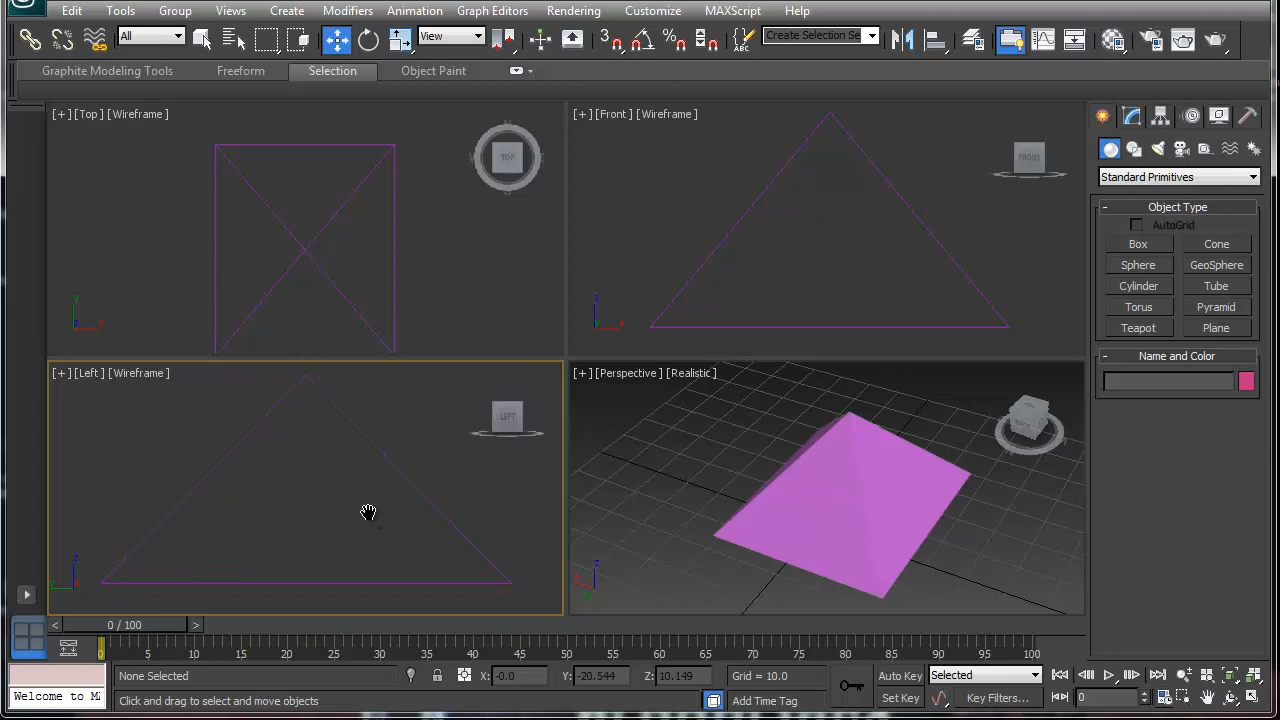 Edit Tools Group Views Create Modifiers Animation Graph Editors Rendering Customize MAXScript Help
All View 3 Create Selection Se
Graphite Modeling Tools Freeform Selection Object Paint
[+][Top][Wireframe]
TOP
[+][Front][Wireframe]
FRONT
Standard Primitives
- Object Type
AutoGrid
Box Cone
Sphere GeoSphere
Cylinder Tube
Torus Pyramid
Teapot Plane
- Name and Color
[+][Left][Wireframe]
LEFT
[+][Perspective][Realistic]
< 0 / 100 >
0 5 10 15 20 25 30 35 40 45 50 55 60 65 70 75 80 85 90 95 100
None Selected X: -0.0 Y: -20.544 Z: 10.149 Grid = 10.0 Auto Key Selected
Welcome to MA Click and drag to select and move objects Add Time Tag Set Key Key Filters... 0